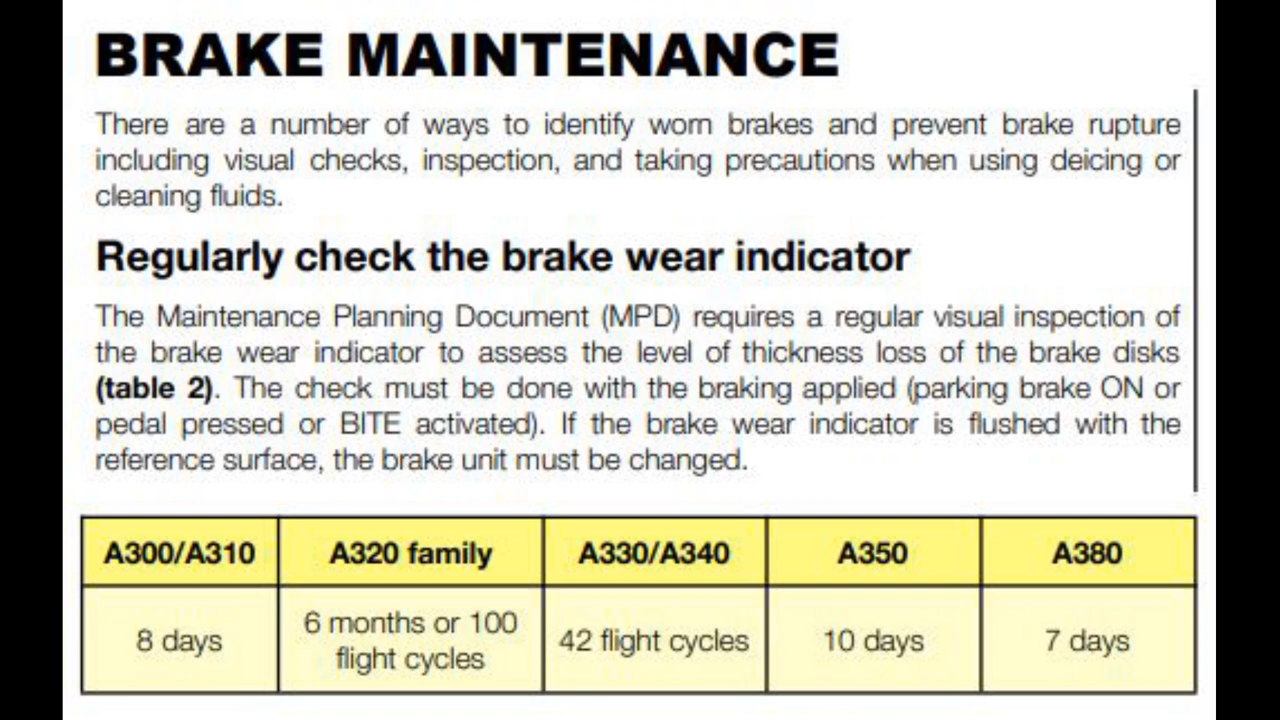 BRAKE MAINTENANCE
There are a number of ways to identify worn brakes and prevent brake rupture
including visual checks, inspection, and taking precautions when using deicing or
cleaning fluids.
Regularly check the brake wear indicator
The Maintenance Planning Document (MPD) requires a regular visual inspection of
the brake wear indicator to assess the level of thickness loss of the brake disks
(table 2). The check must be done with the braking applied (parking brake ON or
pedal pressed or BITE activated). If the brake wear indicator is flushed with the
reference surface, the brake unit must be changed.
A300/A310 A320 family A330/A340 A350 A380
8 days 6 months or 100 flight cycles 42 flight cycles 10 days 7 days